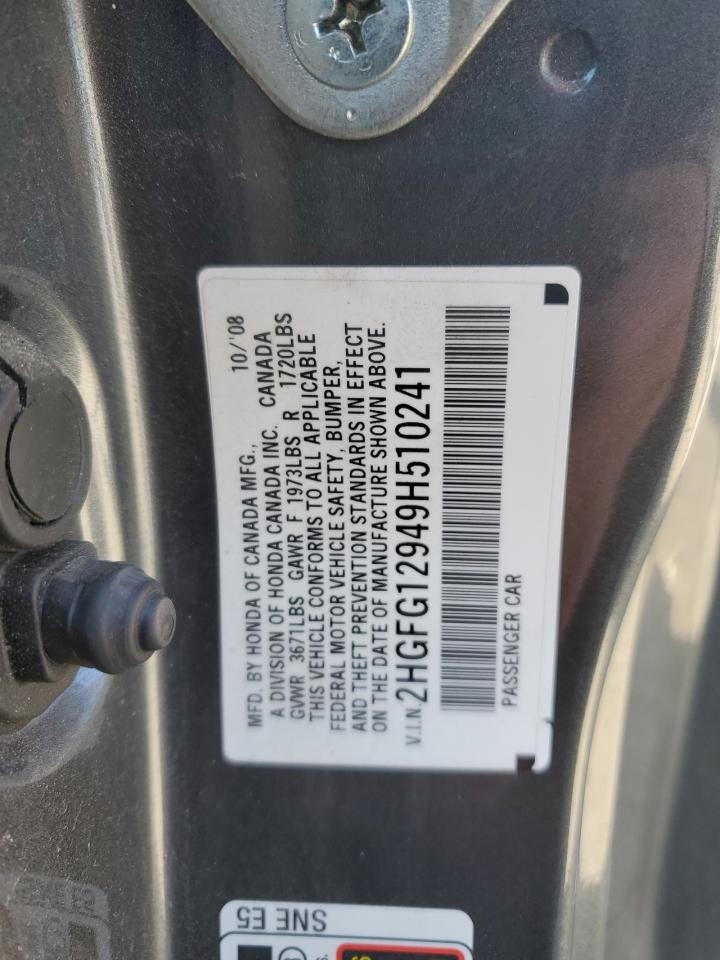 MFD. BY HONDA OF CANADA MFG., 10/'08
A DIVISION OF HONDA CANADA INC. CANADA
GVWR 3671LBS GAWR F 1973LBS R 1720LBS
THIS VEHICLE CONFORMS TO ALL APPLICABLE
FEDERAL MOTOR VEHICLE SAFETY, BUMPER,
AND THEFT PREVENTION STANDARDS IN EFFECT
ON THE DATE OF MANUFACTURE SHOWN ABOVE.
V.I.N. 2HGFG12949H510241
PASSENGER CAR
SNE E5